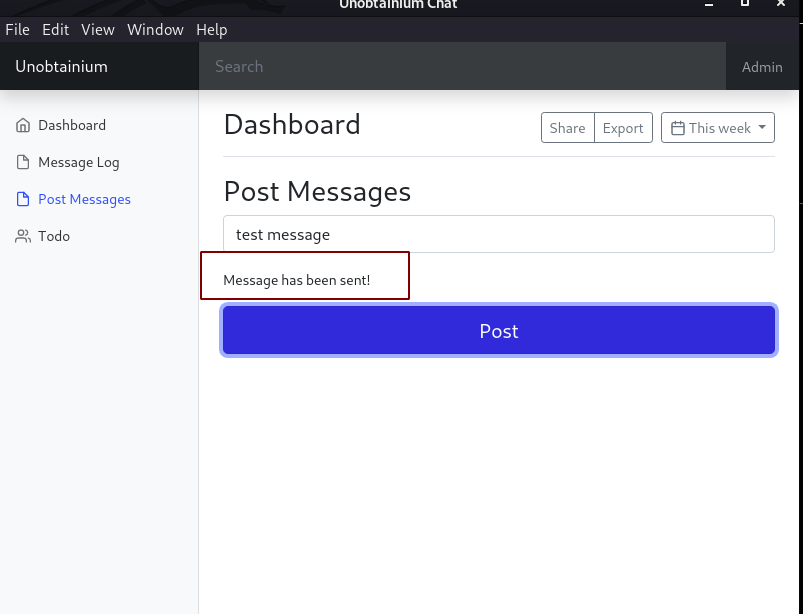 Unobtainium Chat
File Edit View Window Help
Unobtainium
Search
Admin
Dashboard
Message Log
Post Messages
Todo
Dashboard
Share
Export
This week
Post Messages
test message
Message has been sent!
Post